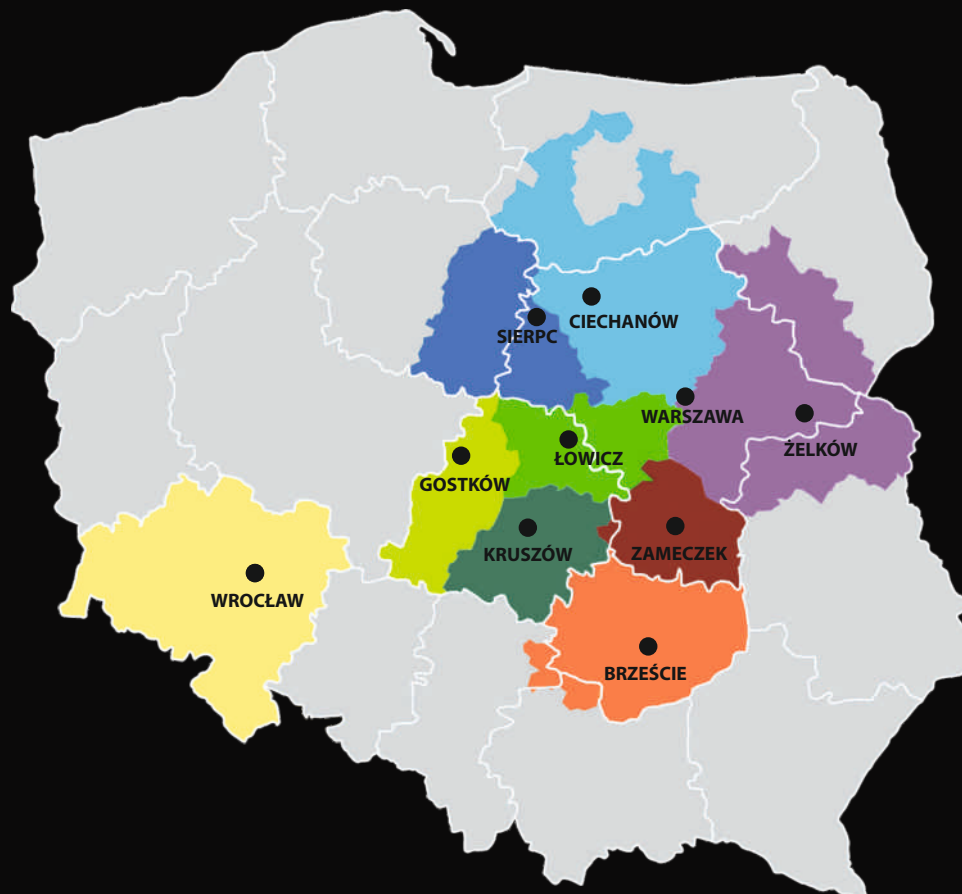 CIECHANÓW
SIERPC
WARSZAWA
ŻELKÓW
ŁOWICZ
GOSTKÓW
KRUSZÓW
ZAMECZEK
WROCŁAW
BRZEŚCIE